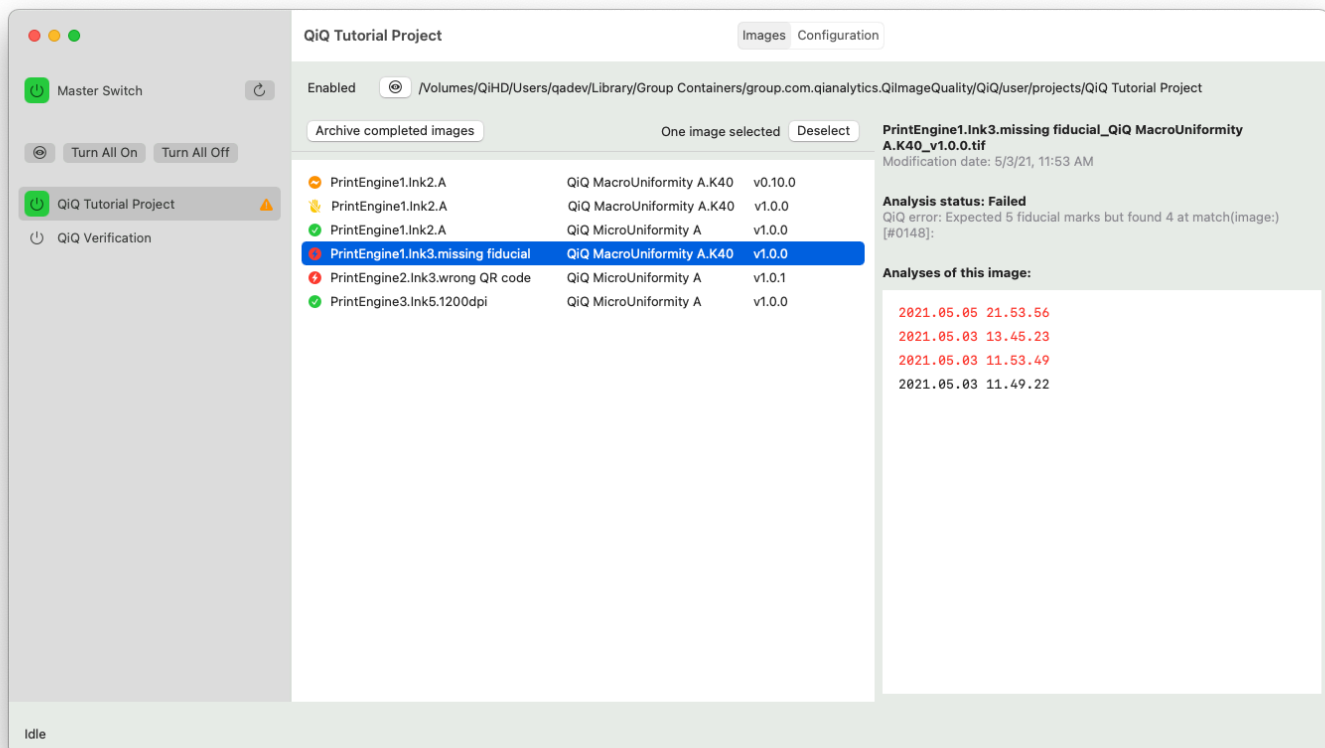 QiQ Tutorial Project
Images Configuration
Master Switch
Enabled /Volumes/QiHD/Users/qadev/Library/Group Containers/group.com.qianalytics.QiImageQuality/QiQ/user/projects/QiQ Tutorial Project
Turn All On Turn All Off
QiQ Tutorial Project
QiQ Verification
Archive completed images One image selected Deselect
PrintEngine1.Ink2.A QiQ MacroUniformity A.K40 v0.10.0
PrintEngine1.Ink2.A QiQ MacroUniformity A.K40 v1.0.0
PrintEngine1.Ink2.A QiQ MicroUniformity A v1.0.0
PrintEngine1.Ink3.missing fiducial QiQ MacroUniformity A.K40 v1.0.0
PrintEngine2.Ink3.wrong QR code QiQ MicroUniformity A v1.0.1
PrintEngine3.Ink5.1200dpi QiQ MicroUniformity A v1.0.0
PrintEngine1.Ink3.missing fiducial_QiQ MacroUniformity
A.K40_v1.0.0.tif
Modification date: 5/3/21, 11:53 AM
Analysis status: Failed
QiQ error: Expected 5 fiducial marks but found 4 at match(image:)
[#0148]:
Analyses of this image:
2021.05.05 21.53.56
2021.05.03 13.45.23
2021.05.03 11.53.49
2021.05.03 11.49.22
Idle